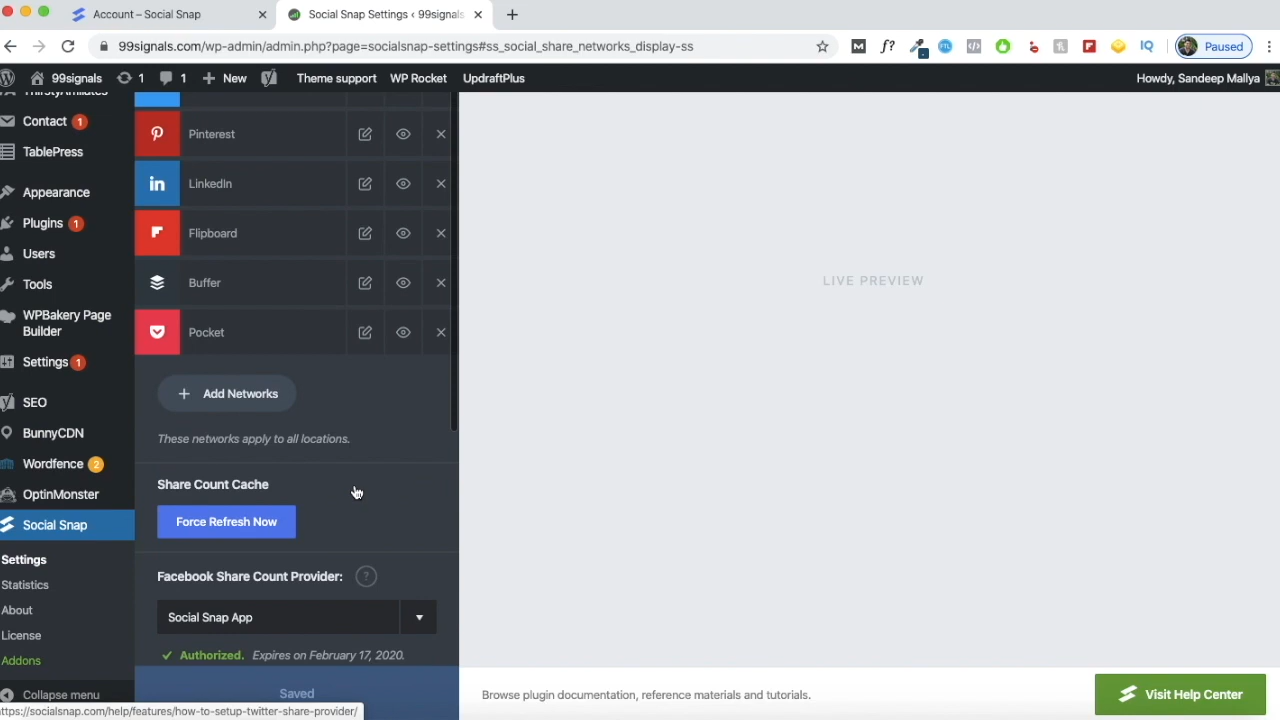 Account – Social Snap
Social Snap Settings ‹ 99signals
99signals.com/wp-admin/admin.php?page=socialsnap-settings#ss_social_share_networks_display-ss
Paused
99signals
1
1
New
Theme support
WP Rocket
UpdraftPlus
Howdy, Sandeep Mallya
ThirstyAffiliates
Contact 1
TablePress
Appearance
Plugins 1
Users
Tools
WPBakery Page
Builder
Settings 1
SEO
BunnyCDN
Wordfence 2
OptinMonster
Social Snap
Settings
Statistics
About
License
Addons
Collapse menu
Pinterest
LinkedIn
Flipboard
Buffer
Pocket
+ Add Networks
These networks apply to all locations.
Share Count Cache
Force Refresh Now
Facebook Share Count Provider: ?
Social Snap App
✓ Authorized. Expires on February 17, 2020.
Saved
LIVE PREVIEW
Browse plugin documentation, reference materials and tutorials.
Visit Help Center
ttps://socialsnap.com/help/features/how-to-setup-twitter-share-provider/